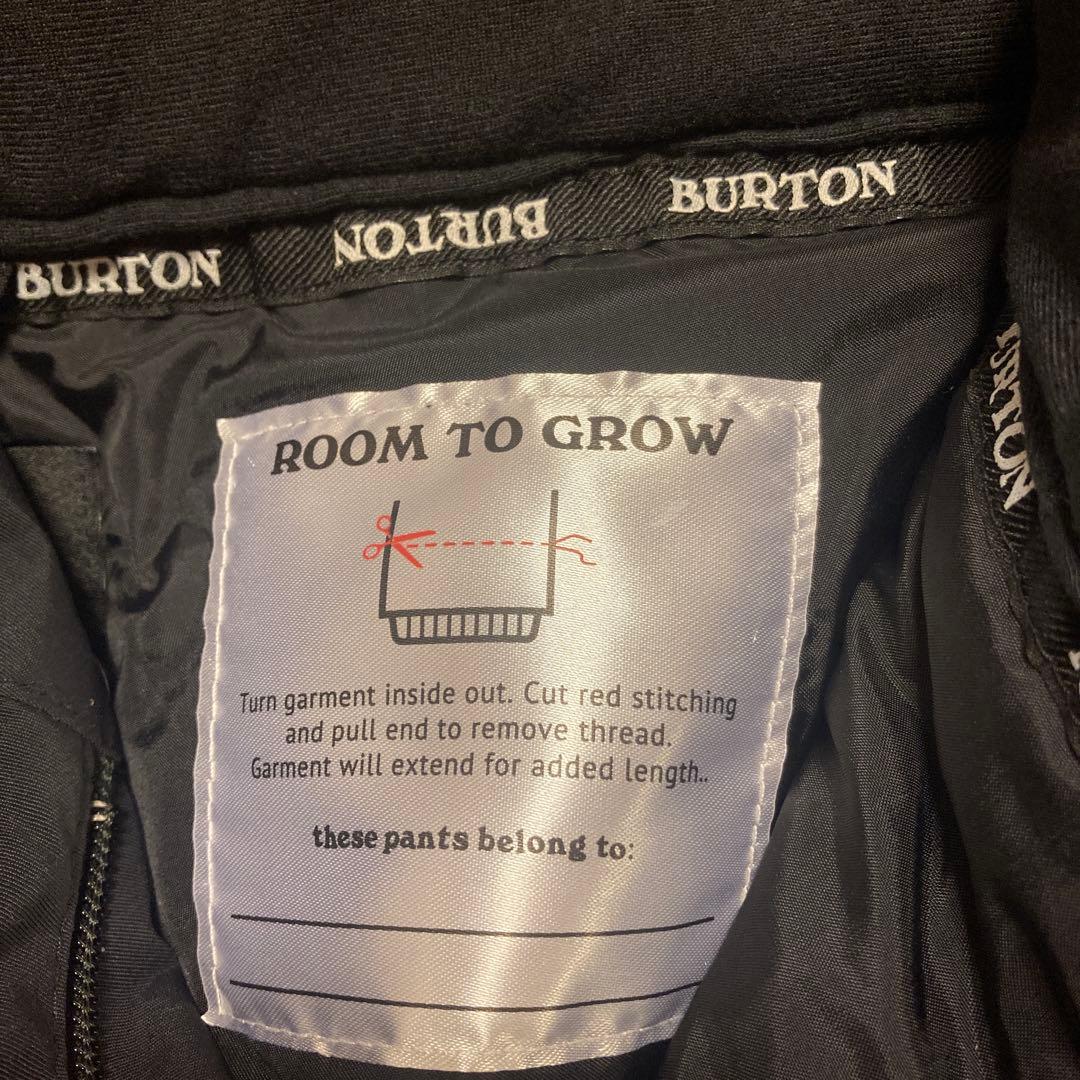 BURTON
BURTON
BURTON
BURTON
ROOM TO GROW
Turn garment inside out. Cut red stitching
and pull end to remove thread.
Garment will extend for added length..
these pants belong to: